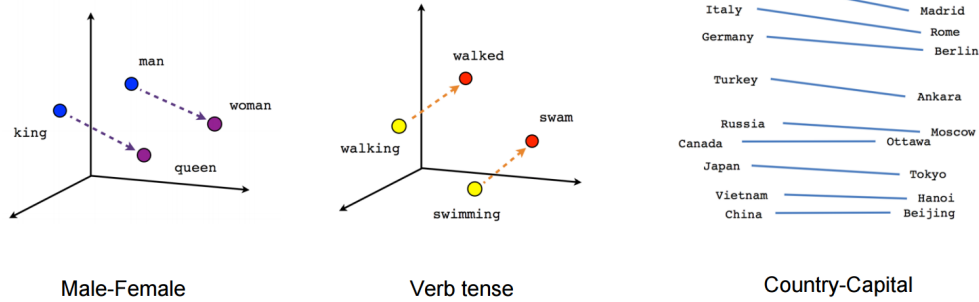 man
woman
king
queen
Male-Female
walked
swam
walking
swimming
Verb tense
Madrid
Italy Rome
Germany Berlin
Turkey Ankara
Russia Moscow
Canada Ottawa
Japan Tokyo
Vietnam Hanoi
China Beijing
Country-Capital